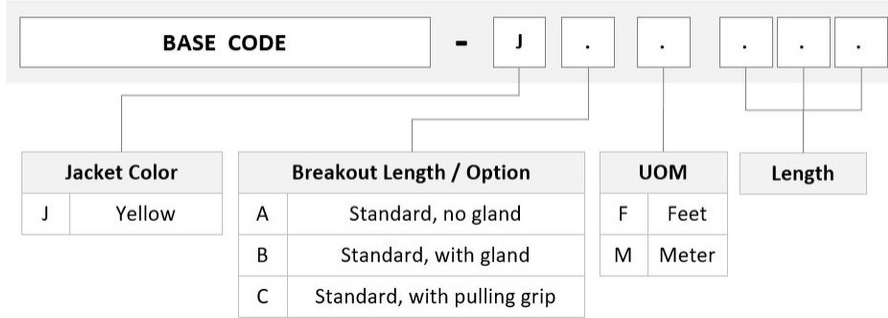 BASE CODE - J . . . . .
Jacket Color Breakout Length / Option UOM Length
J Yellow A Standard, no gland F Feet
B Standard, with gland M Meter
C Standard, with pulling grip